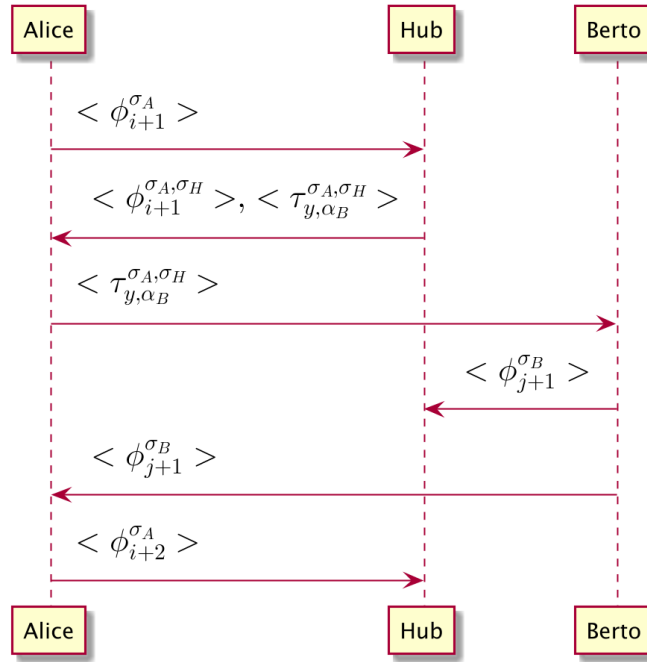 Alice Hub Berto
< ϕ_{i+1}^{σ_A} >
< ϕ_{i+1}^{σ_A,σ_H} >, < τ_{y,α_B}^{σ_A,σ_H} >
< τ_{y,α_B}^{σ_A,σ_H} >
< ϕ_{j+1}^{σ_B} >
< ϕ_{j+1}^{σ_B} >
< ϕ_{i+2}^{σ_A} >
Alice Hub Berto